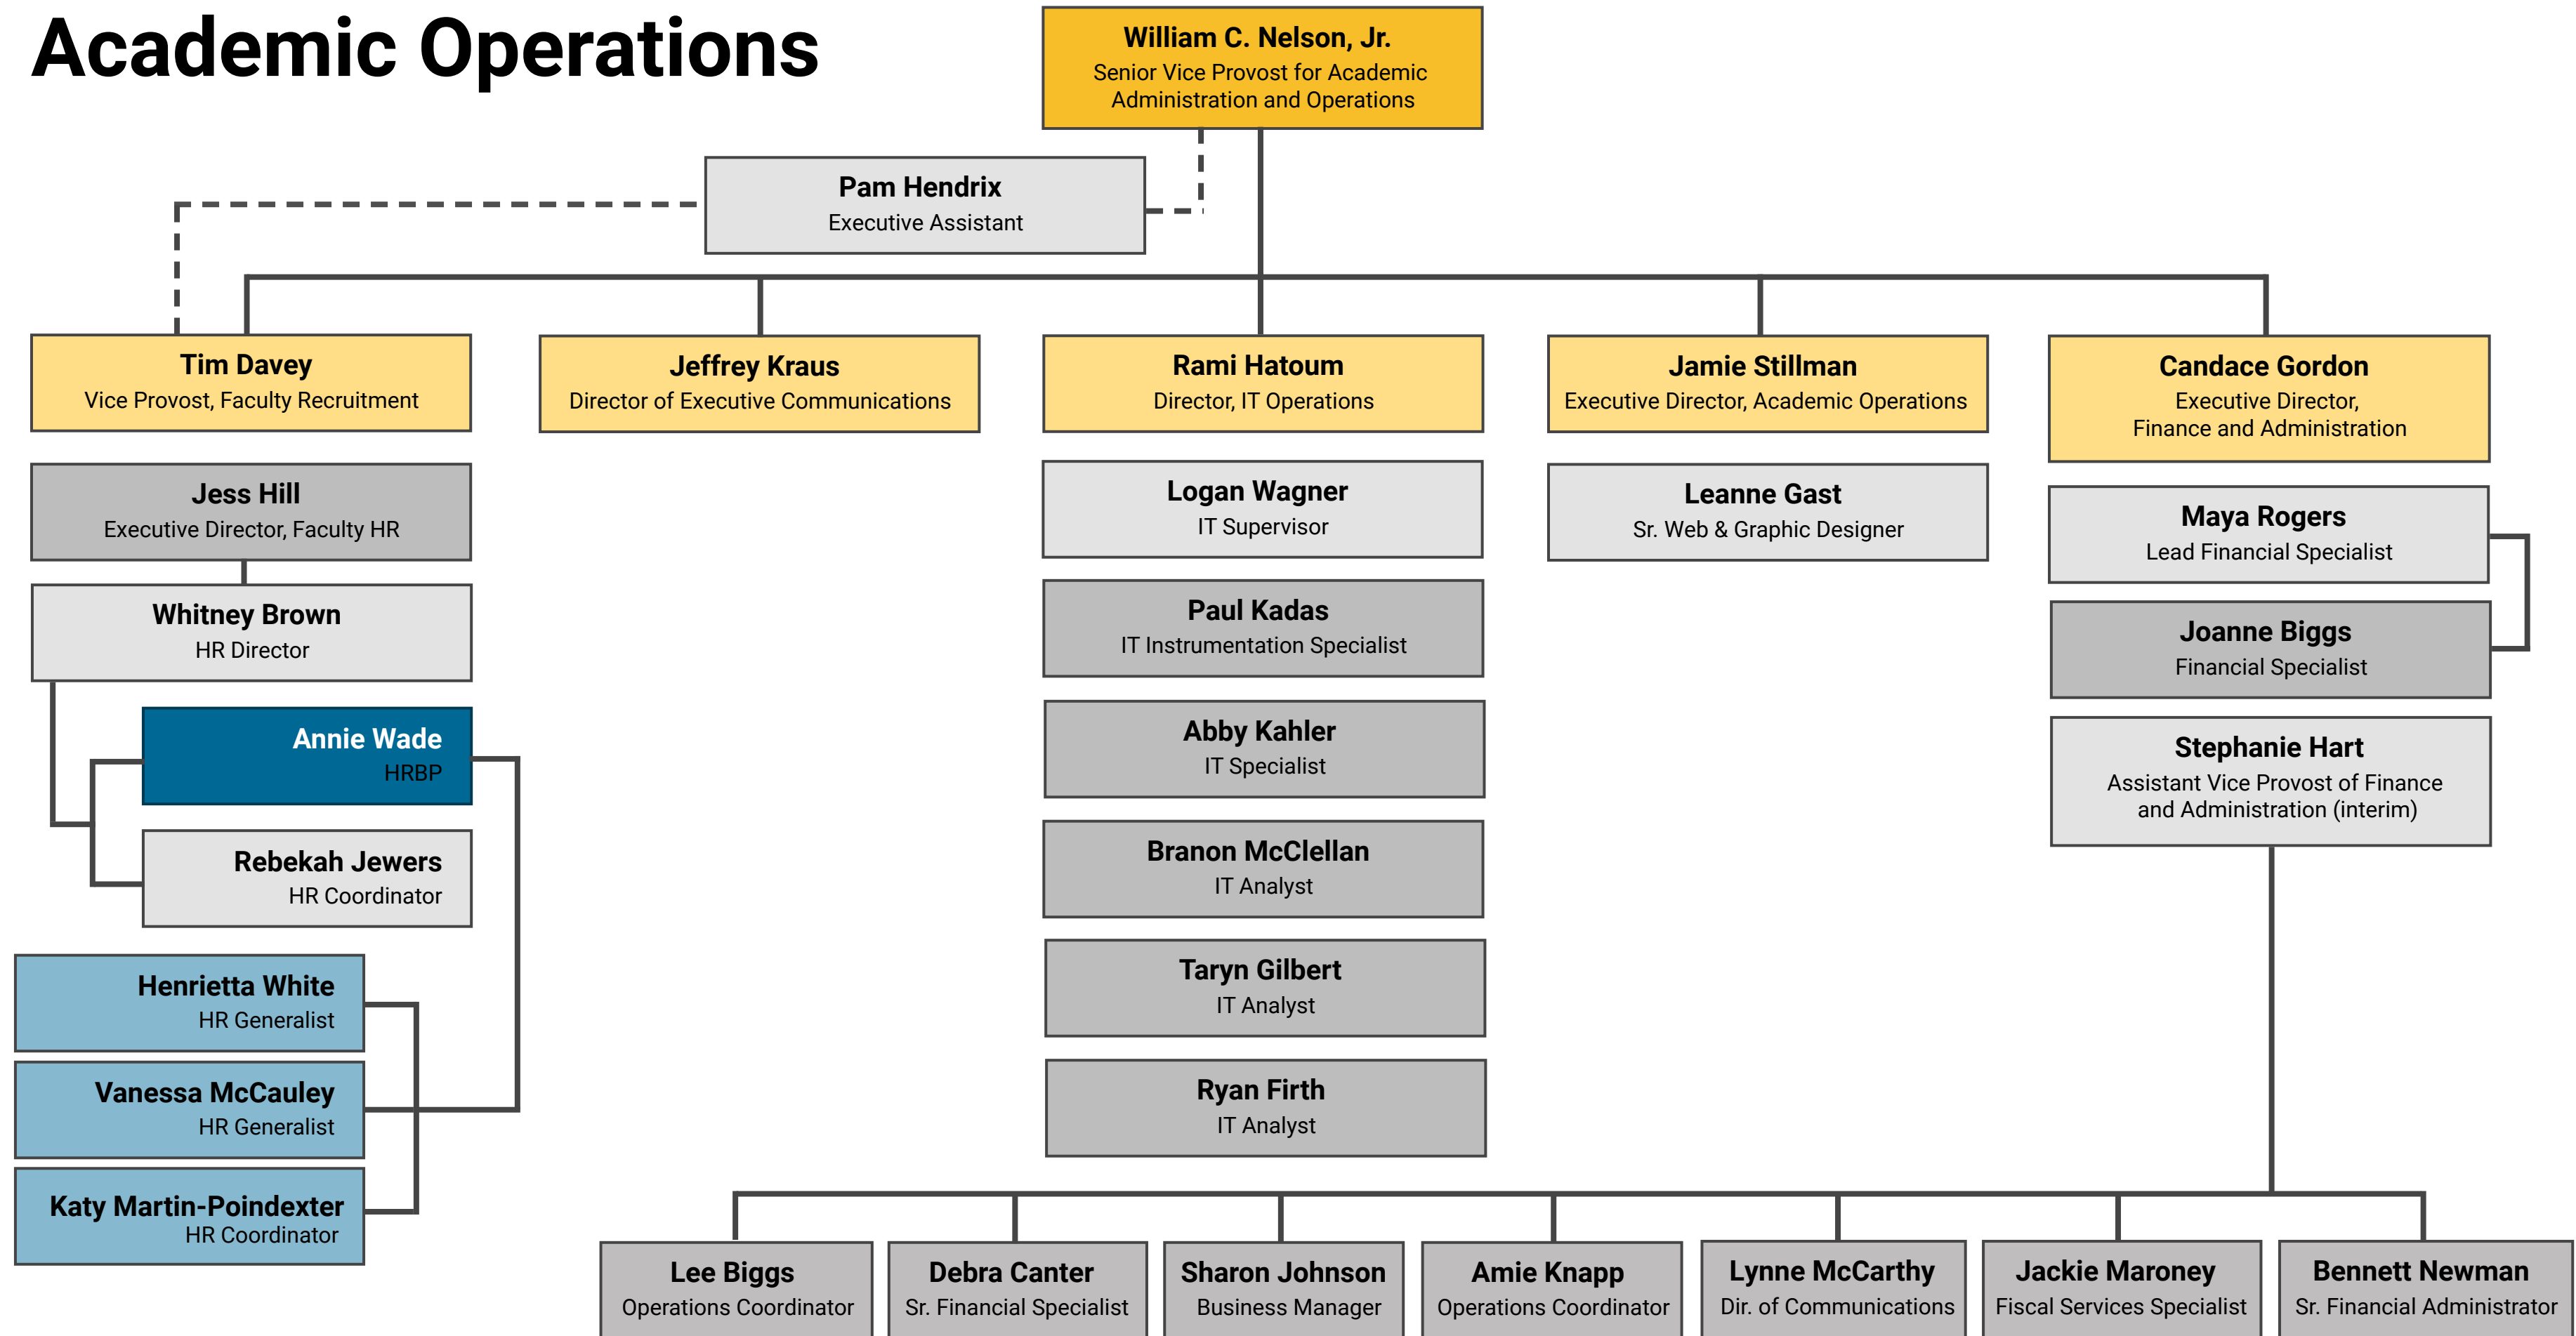 Academic Operations
William C. Nelson, Jr.
Senior Vice Provost for Academic
Administration and Operations
Pam Hendrix
Executive Assistant
Tim Davey
Vice Provost, Faculty Recruitment
Jeffrey Kraus
Director of Executive Communications
Rami Hatoum
Director, IT Operations
Jamie Stillman
Executive Director, Academic Operations
Candace Gordon
Executive Director,
Finance and Administration
Jess Hill
Executive Director, Faculty HR
Whitney Brown
HR Director
Annie Wade
HRBP
Rebekah Jewers
HR Coordinator
Henrietta White
HR Generalist
Vanessa McCauley
HR Generalist
Katy Martin-Poindexter
HR Coordinator
Logan Wagner
IT Supervisor
Paul Kadas
IT Instrumentation Specialist
Abby Kahler
IT Specialist
Branon McClellan
IT Analyst
Taryn Gilbert
IT Analyst
Ryan Firth
IT Analyst
Leanne Gast
Sr. Web & Graphic Designer
Maya Rogers
Lead Financial Specialist
Joanne Biggs
Financial Specialist
Stephanie Hart
Assistant Vice Provost of Finance
and Administration (interim)
Lee Biggs
Operations Coordinator
Debra Canter
Sr. Financial Specialist
Sharon Johnson
Business Manager
Amie Knapp
Operations Coordinator
Lynne McCarthy
Dir. of Communications
Jackie Maroney
Fiscal Services Specialist
Bennett Newman
Sr. Financial Administrator